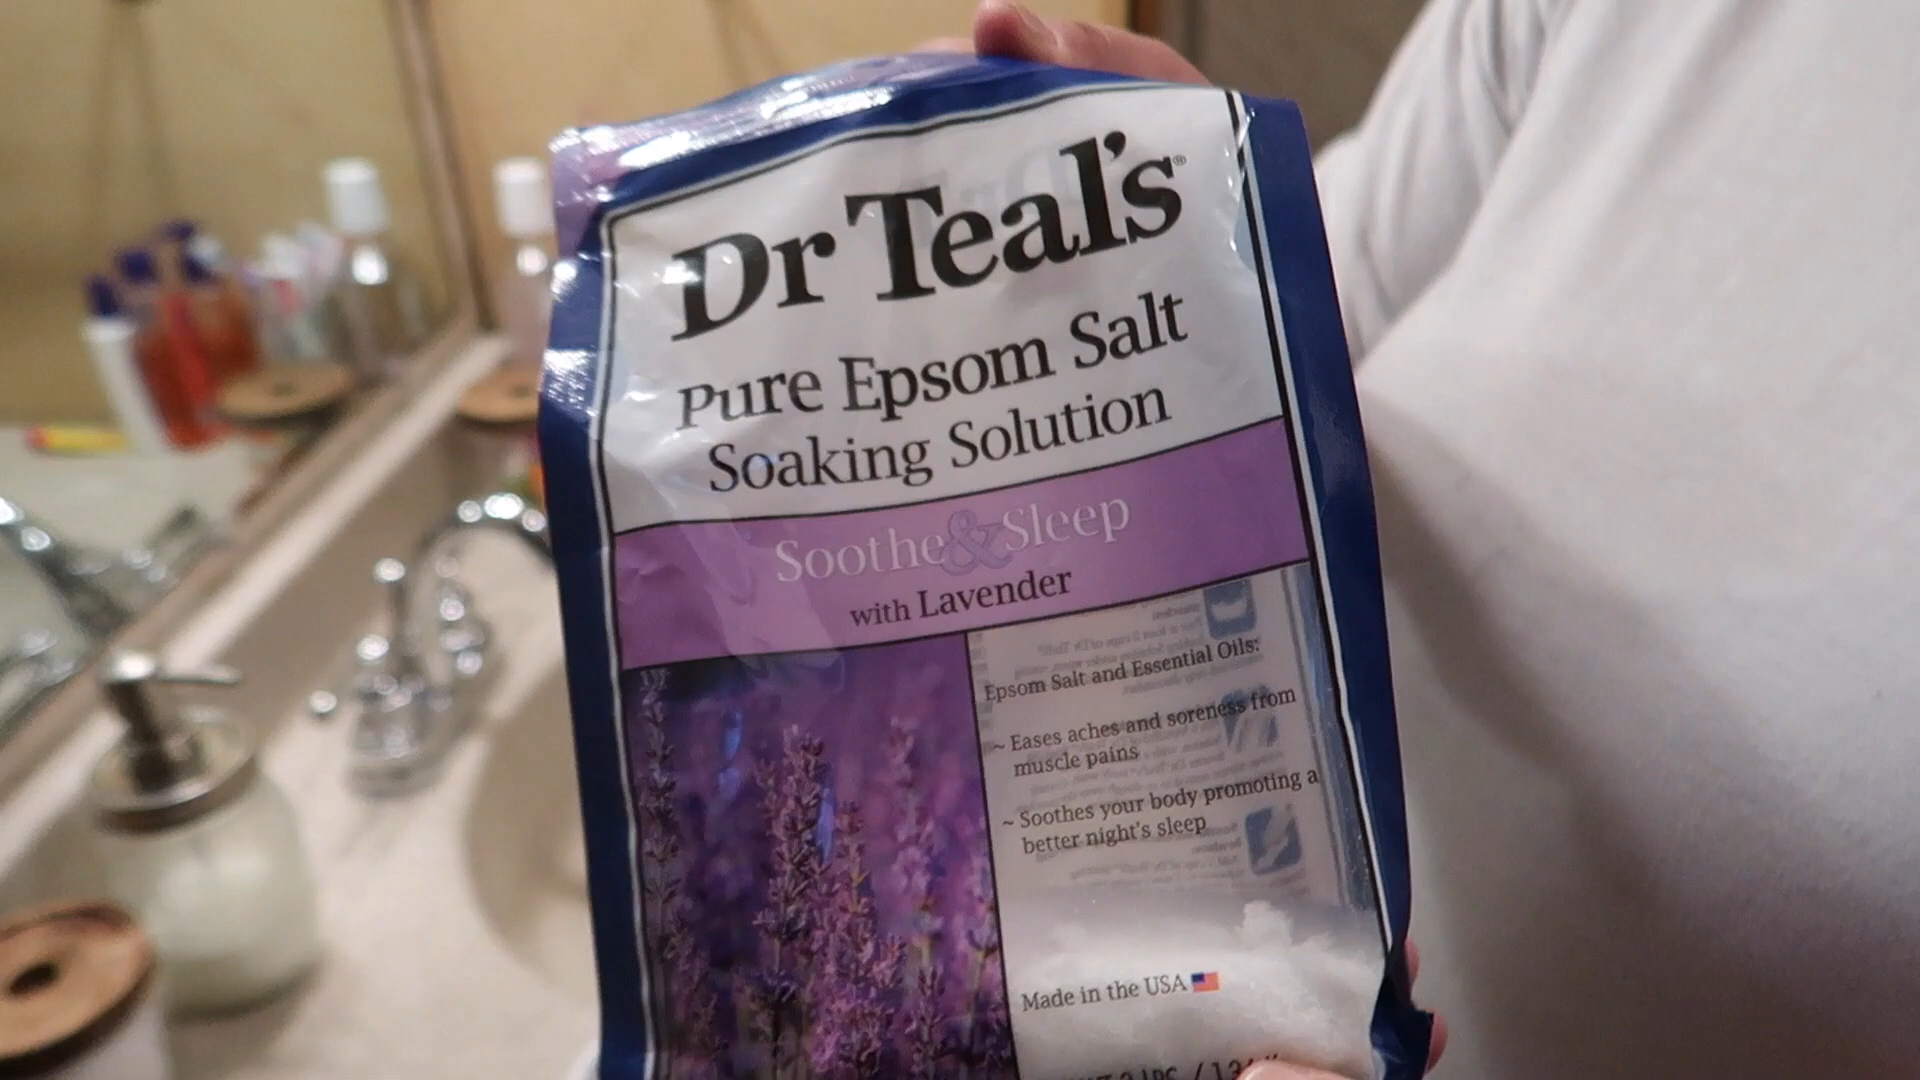 Dr Teal's®
Pure Epsom Salt
Soaking Solution
Soothe & Sleep
with Lavender
Epsom Salt and Essential Oils:
~ Eases aches and soreness from
muscle pains
~ Soothes your body promoting a
better night's sleep
Made in the USA